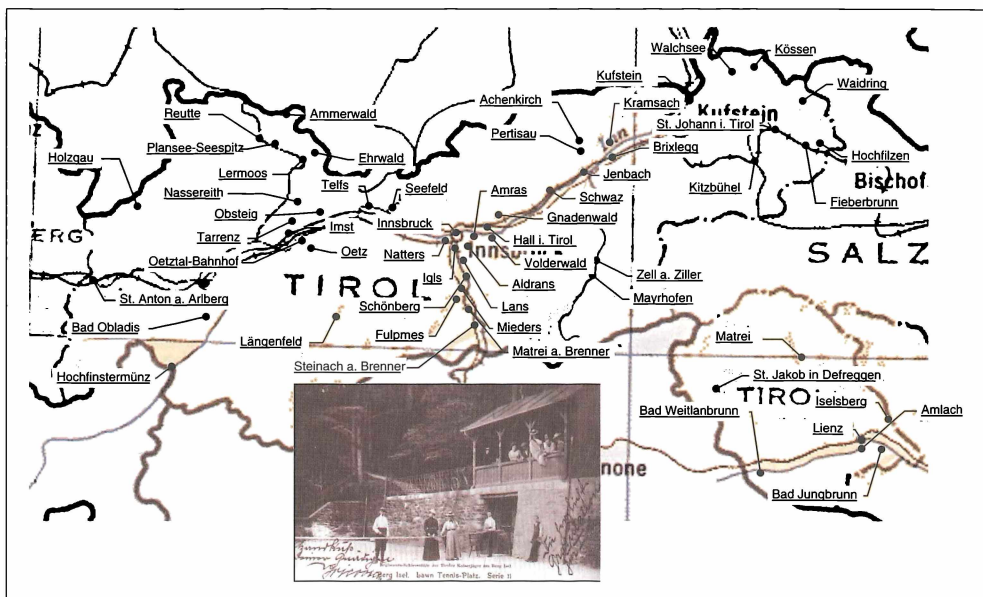 Walchsee
Kössen
Kufstein
Waidring
Achenkirch
Kramsach
Kufstein
Reutte
Ammerwald
St. Johann i. Tirol
Pertisau
Inn
Plansee-Seespitz
Brixlegg
Holzgau
Ehrwald
Hochfilzen
Lermoos
Jenbach
Kitzbühel
Bischof
Telfs
Seefeld
Amras
Schwaz
Fieberbrunn
Nassereith
Gnadenwald
Obsteig
Imst
Innsbruck
ERG
Tarrenz
Hall i. Tirol
Innsbru
SALZ
Oetz
Natters
Volderwald
Oetztal-Bahnhof
Zell a. Ziller
Igls
Aldrans
TIROL
Mayrhofen
St. Anton a. Arlberg
Schönberg
Lans
Bad Obladis
Fulpmes
Mieders
Längenfeld
Matrei
Matrei a. Brenner
Steinach a. Brenner
Hochfinstermünz
St. Jakob in Defreggen
TIRO
Iselsberg
Bad Weitlanbrunn
Amlach
Lienz
none
Bad Jungbrunn
Berg Isel. Lawn Tennis-Platz. Serie II